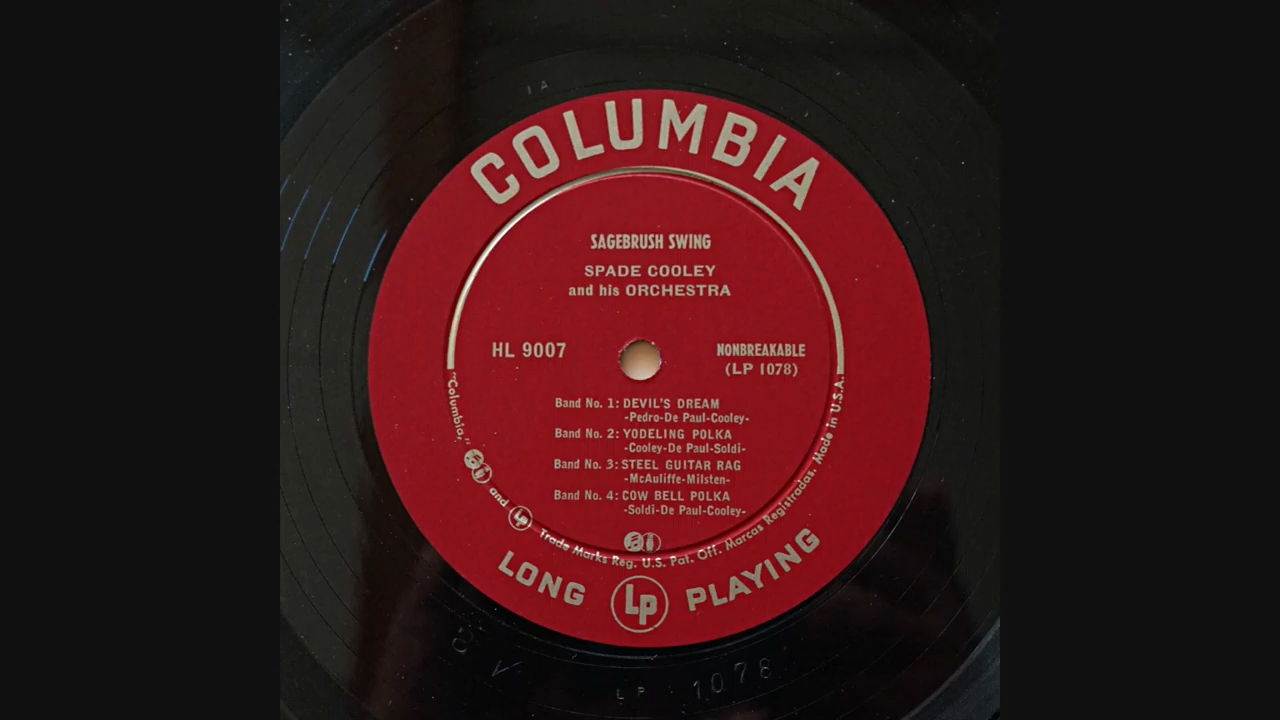 1A
COLUMBIA
SAGEBRUSH SWING
SPADE COOLEY
and his ORCHESTRA
HL 9007
NONBREAKABLE
(LP 1078)
Band No. 1: DEVIL'S DREAM
-Pedro-De Paul-Cooley-
Band No. 2: YODELING POLKA
-Cooley-De Paul-Soldi-
Band No. 3: STEEL GUITAR RAG
-McAuliffe-Milsten-
Band No. 4: COW BELL POLKA
-Soldi-De Paul-Cooley-
"Columbia," and LP Trade Marks Reg. U.S. Pat. Off. Marcas Registradas. Made in U.S.A.
LONG LP PLAYING
LP 1078